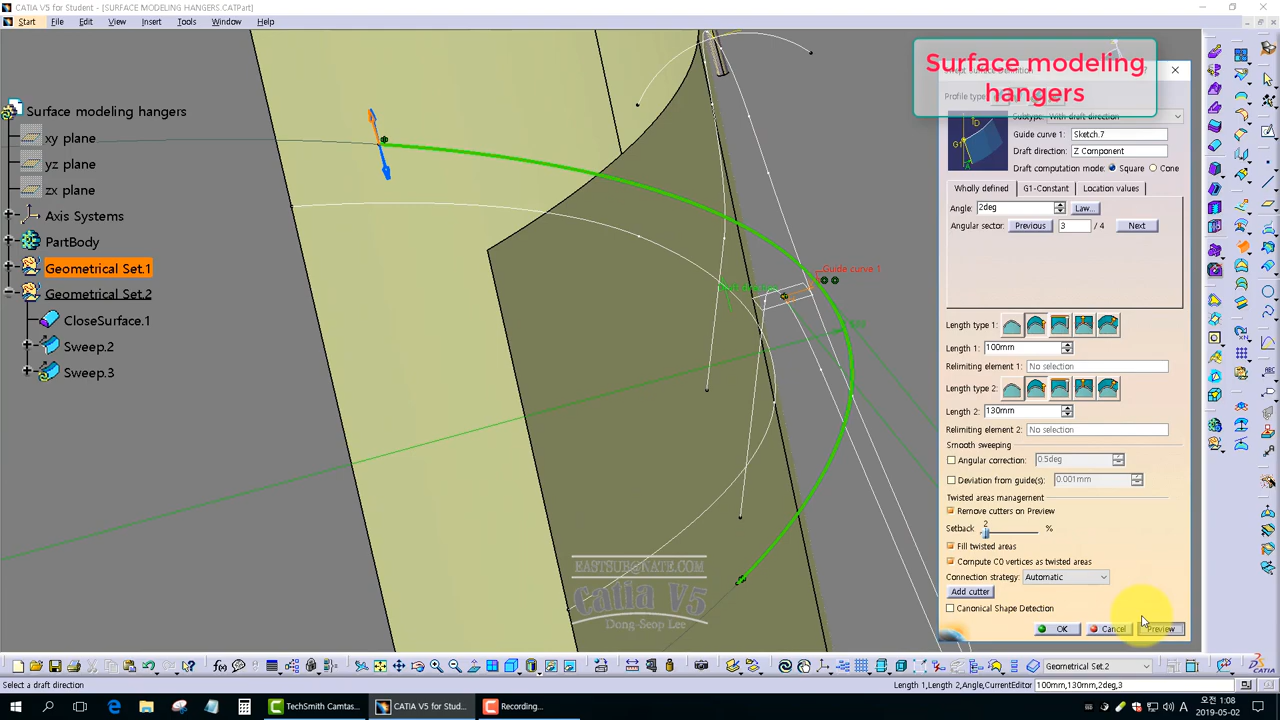 CATIA V5 for Student - [SURFACE MODELING HANGERS.CATPart]
Start File Edit View Insert Tools Window Help
Surface modeling
hangers
Surface modeling hangers
xy plane
yz plane
zx plane
Axis Systems
PartBody
Geometrical Set.1
Geometrical Set.2
CloseSurface.1
Sweep.2
Sweep.3
Guide curve 1
Profile type:
Subtype: With draft direction
Guide curve 1: Sketch.7
Draft direction: Z Component
Draft computation mode: Square Cone
Wholly defined G1-Constant Location values
Angle: 2deg Law...
Angular sector: Previous 3 / 4 Next
Length type 1:
Length 1: 100mm
Relimiting element 1: No selection
Length type 2:
Length 2: 130mm
Relimiting element 2: No selection
Smooth sweeping
Angular correction: 0.5deg
Deviation from guide(s): 0.001mm
Twisted areas management
Remove cutters on Preview
Setback 2 %
Fill twisted areas
Compute C0 vertices as twisted areas
Connection strategy: Automatic
Add cutter
Canonical Shape Detection
OK Cancel Preview
EASTSURGKATE.COM
Catia V5
Dong-Seop Lee
Geometrical Set.2
Select a draft direction
Length 1,Length 2,Angle,CurrentEditor 100mm,130mm,2deg,3
TechSmith Camtas...
CATIA V5 for Stud...
Recording...
A
오전 1:08
2019-05-02